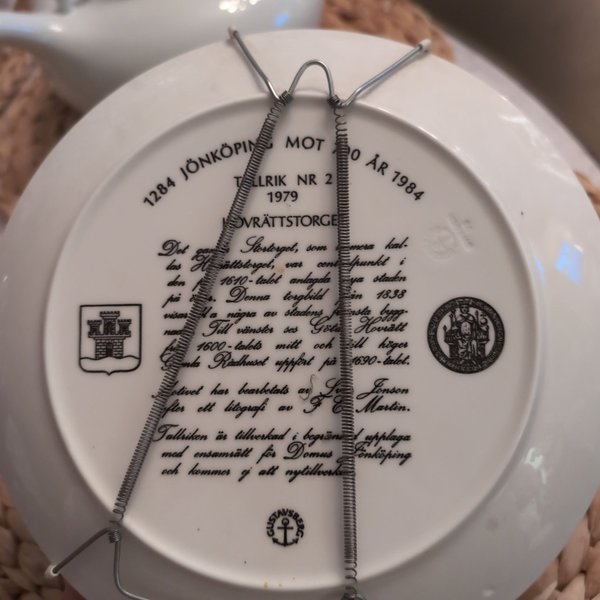 1284 JÖNKÖPING MOT 700 ÅR 1984
TALLRIK NR 2
1979
HOVRÄTTSTORGET
Det gamla Stortorget, som numera kal-
las Hovrättstorget, var centralpunkt i
den på 1610-talet anlagda nya staden
på öster. Denna torgbild från 1838
visar bl a några av stadens främsta bygg-
nader. Till vänster ses Göta Hovrätt
från 1600-talets mitt och till höger
Gamla Rådhuset uppfört på 1690-talet.
Motivet har bearbetats av Sven Jonson
efter ett litografi av F Martin.
Tallriken är tillverkad i begränsad upplaga
med ensamrätt för Domus Jönköping
och kommer ej att nytillverkas
GUSTAVSBERG